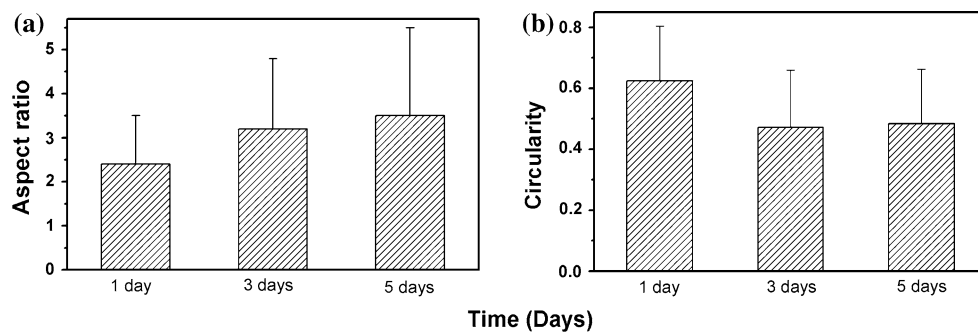 (a)
Aspect ratio
5
4
3
2
1
0
1 day 3 days 5 days
(b)
Circularity
0.8
0.6
0.4
0.2
0.0
1 day 3 days 5 days
Time (Days)